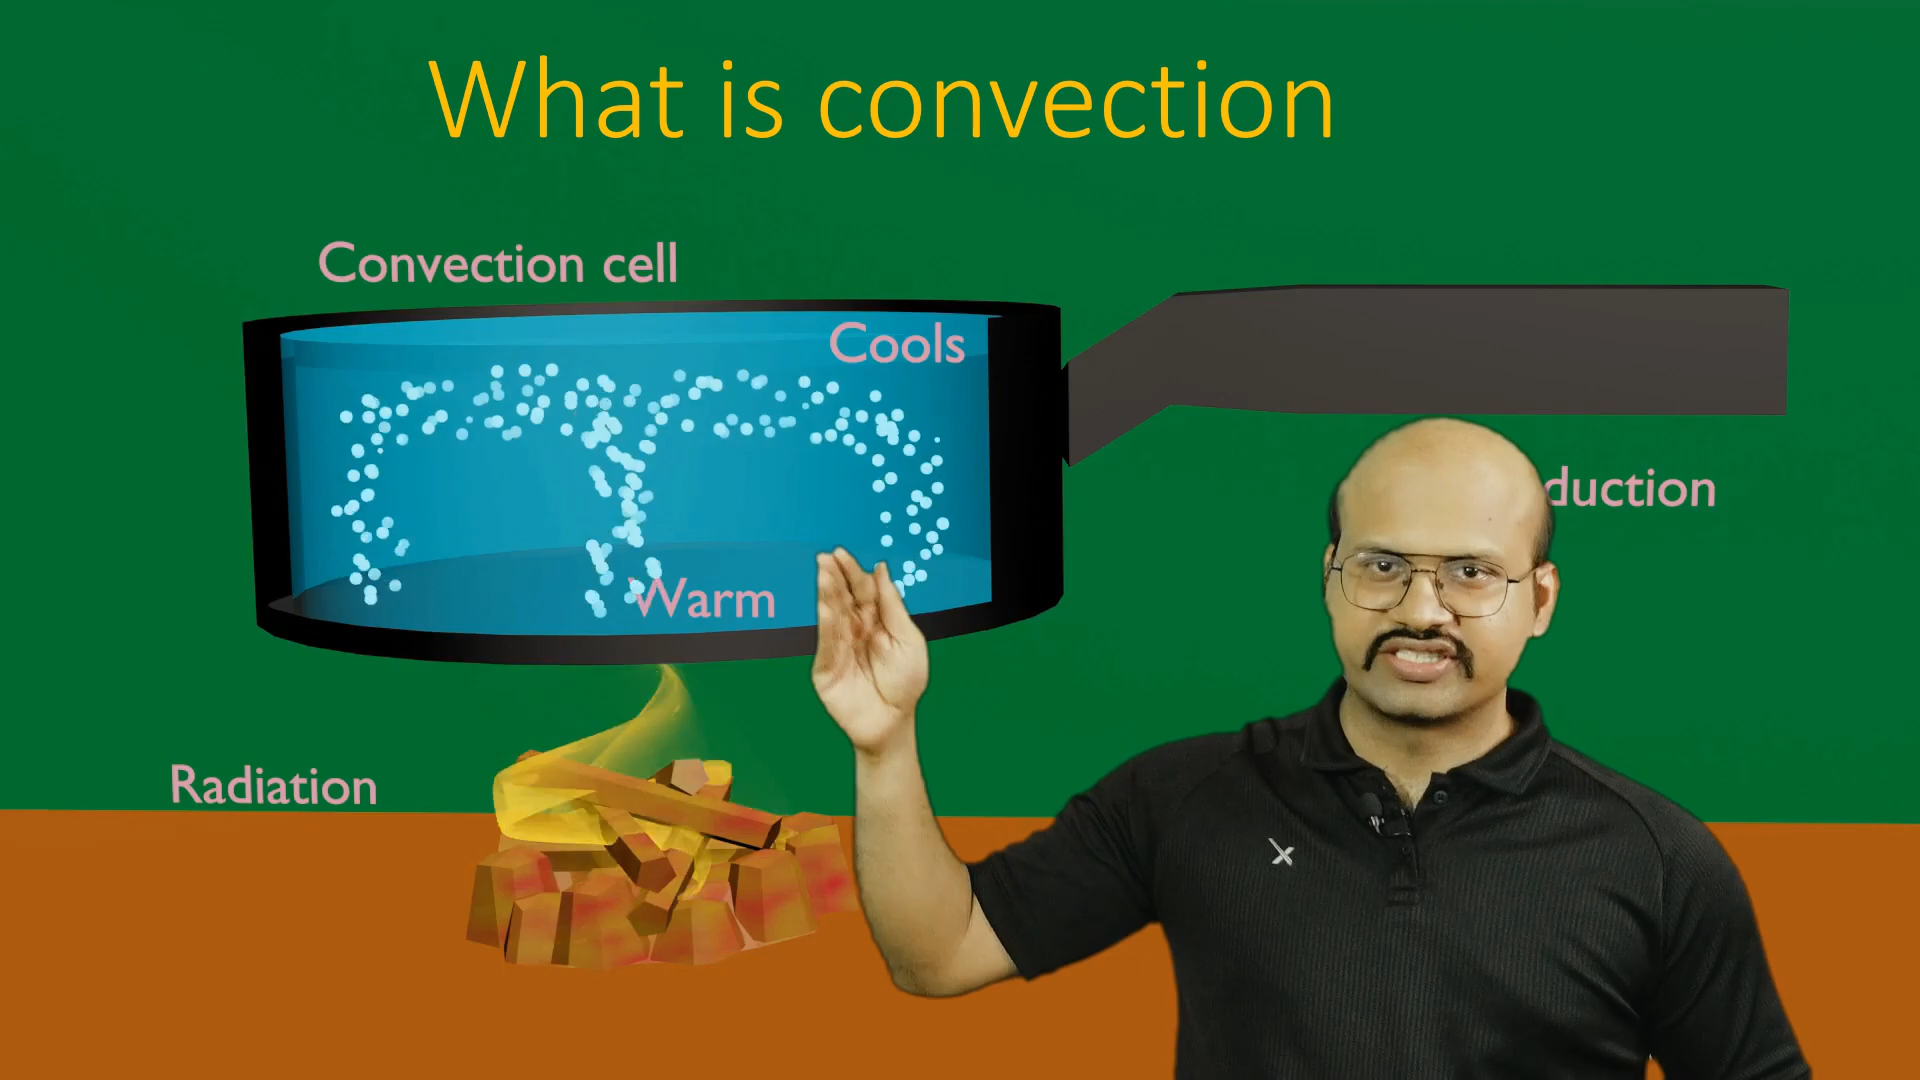 What is convection
Convection cell
Cools
duction
Warm
Radiation